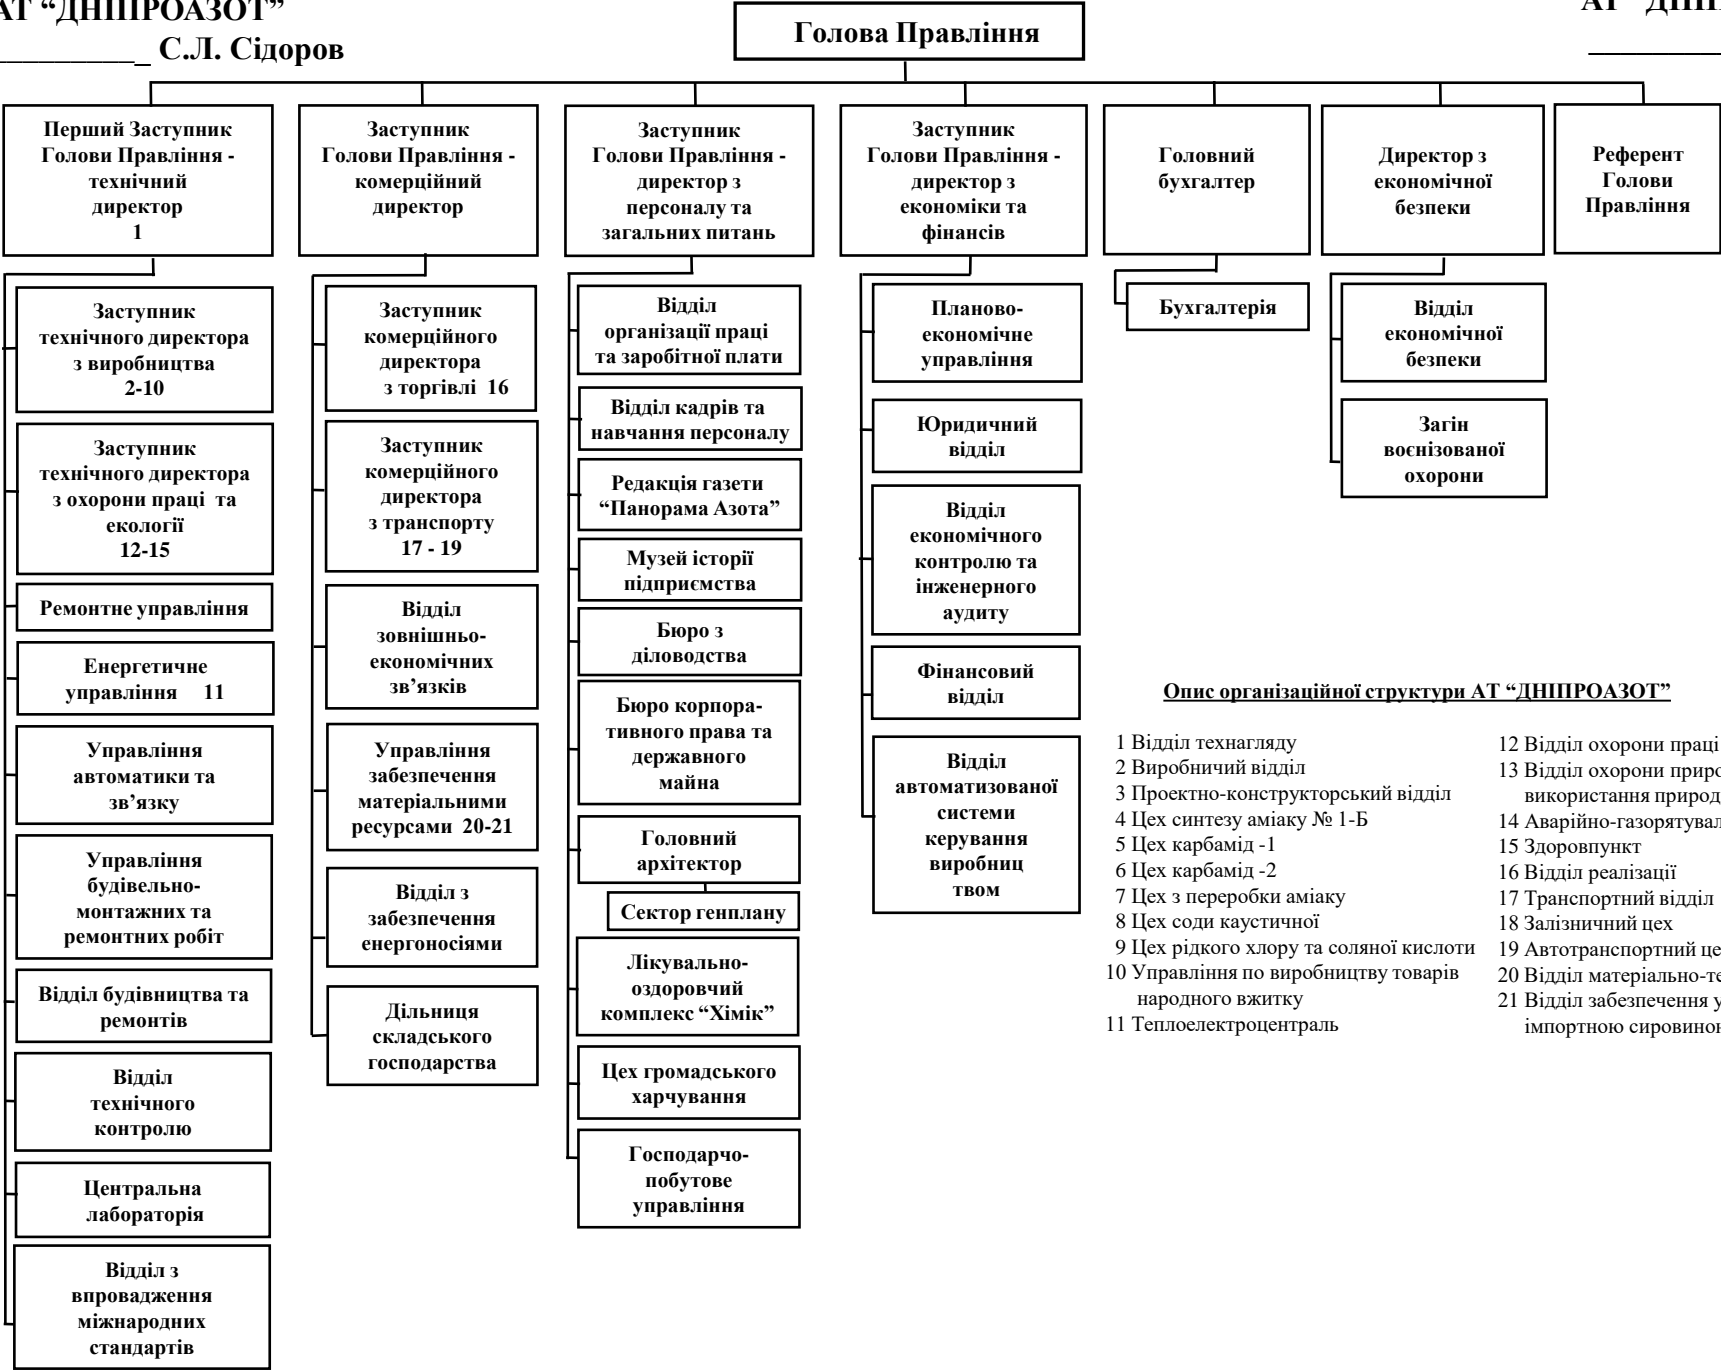 АТ “ДНІПРОАЗОТ”
С.Л. Сідоров
Голова Правління
АТ
Перший Заступник
Голови Правління -
технічний
директор
1
Заступник
Голови Правління -
комерційний
директор
Заступник
Голови Правління -
директор з
персоналу та
загальних питань
Заступник
Голови Правління -
директор з
економіки та
фінансів
Головний
бухгалтер
Директор з
економічної
безпеки
Референт
Голови
Правління
Заступник
технічного директора
з виробництва
2-10
Заступник
технічного директора
з охорони праці та
екології
12-15
Ремонтне управління
Енергетичне
управління 11
Управління
автоматики та
зв’язку
Управління
будівельно-
монтажних та
ремонтних робіт
Відділ будівництва та
ремонтів
Відділ
технічного
контролю
Центральна
лабораторія
Відділ з
впровадження
міжнародних
стандартів
Заступник
комерційного
директора
з торгівлі 16
Заступник
комерційного
директора
з транспорту
17 - 19
Відділ
зовнішньо-
економічних
зв’язків
Управління
забезпечення
матеріальними
ресурсами 20-21
Відділ з
забезпечення
енергоносіями
Дільниця
складського
господарства
Відділ
організації праці
та заробітної плати
Відділ кадрів та
навчання персоналу
Редакція газети
“Панорама Азота”
Музей історії
підприємства
Бюро з
діловодства
Бюро корпора-
тивного права та
державного
майна
Головний
архітектор
Сектор генплану
Лікувально-
оздоровчий
комплекс “Хімік”
Цех громадського
харчування
Господарчо-
побутове
управління
Планово-
економічне
управління
Юридичний
відділ
Відділ
економічного
контролю та
інженерного
аудиту
Фінансовий
відділ
Відділ
автоматизованої
системи
керування
виробниц
твом
Бухгалтерія
Відділ
економічної
безпеки
Загін
воєнізованої
охорони
Опис організаційної структури АТ “ДНІПРОАЗОТ”
1 Відділ технагляду
2 Виробничий відділ
3 Проектно-конструкторський відділ
4 Цех синтезу аміаку № 1-Б
5 Цех карбамід -1
6 Цех карбамід -2
7 Цех з переробки аміаку
8 Цех соди каустичної
9 Цех рідкого хлору та соляної кислоти
10 Управління по виробництву товарів
народного вжитку
11 Теплоелектроцентраль
12 Відділ охорони праці
13 Відділ охорони
використання
14
15 Здоровпункт
16 Відділ реалізації
17 Транспортний відділ
18 Залізничний цех
19 Автотранспортний
20 Відділ
21 Відділ забезпечення
імпортною